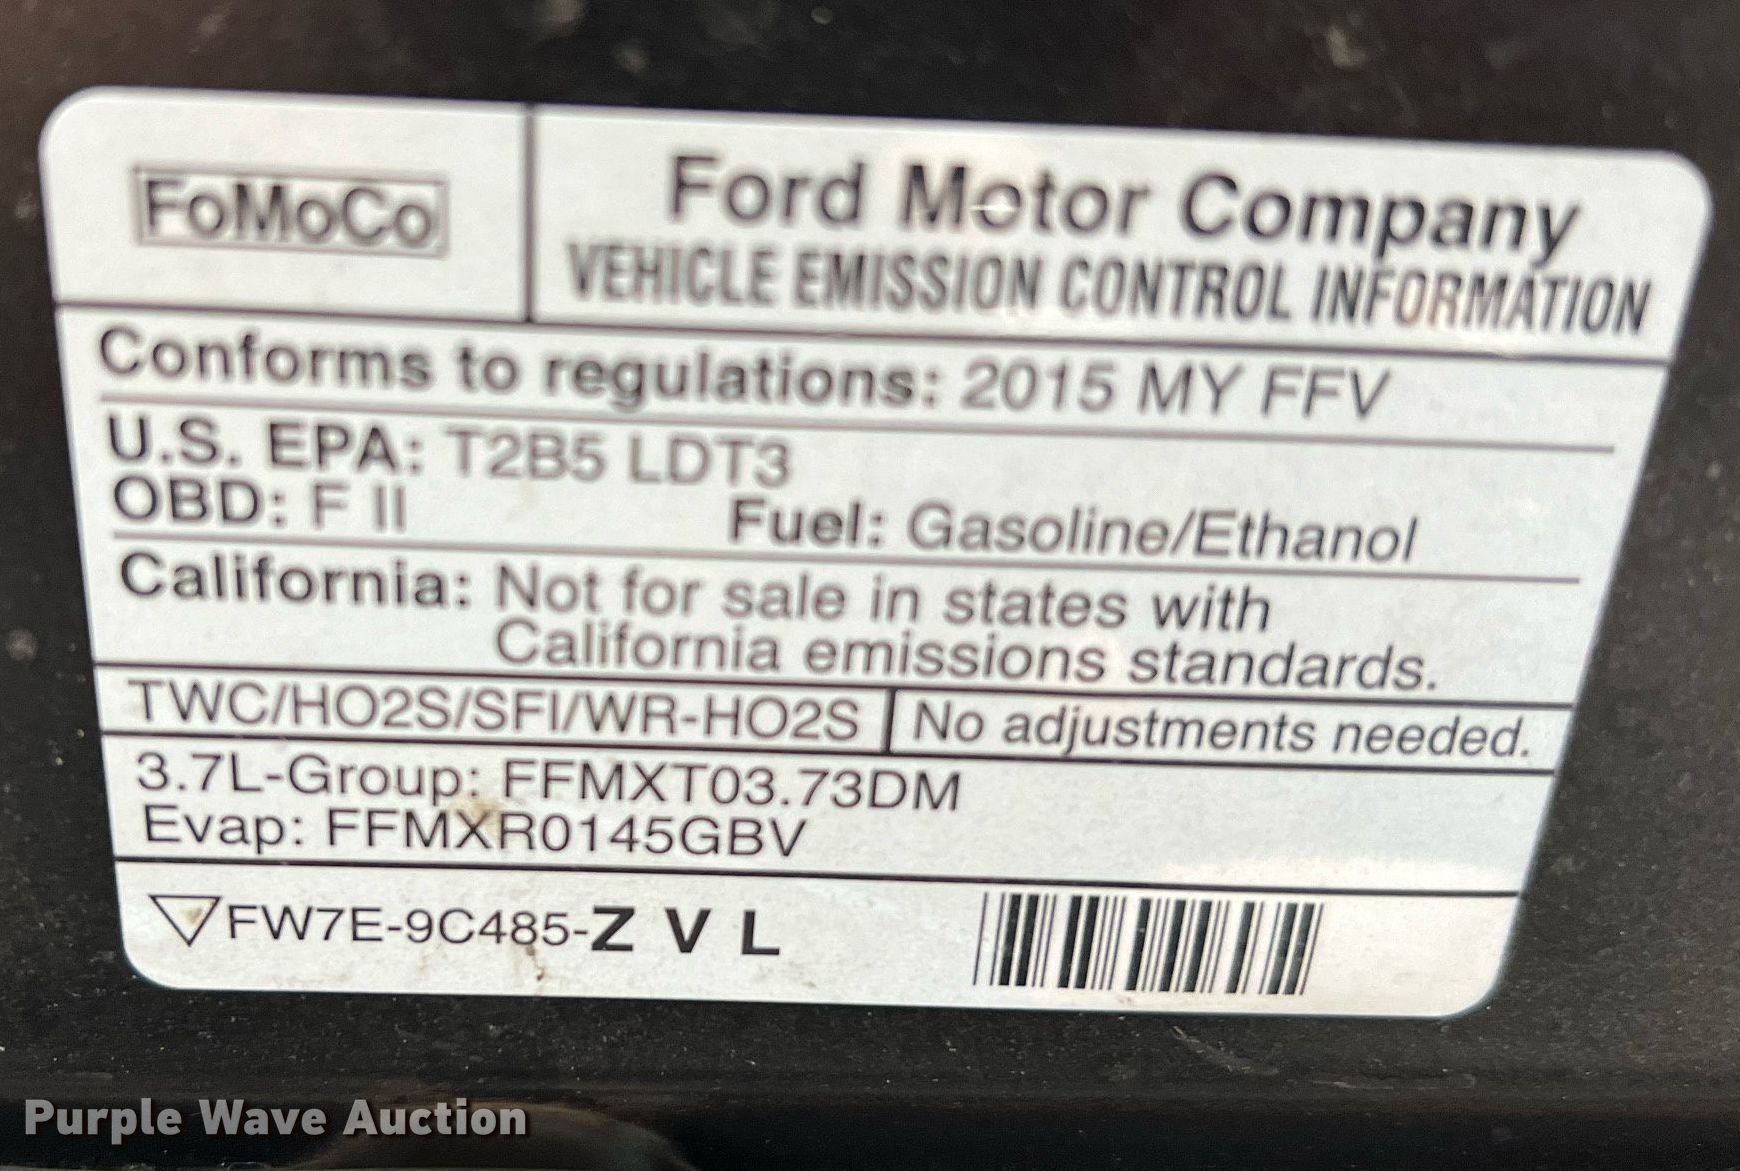 FoMoCo
Ford Motor Company
VEHICLE EMISSION CONTROL INFORMATION
Conforms to regulations: 2015 MY FFV
U.S. EPA: T2B5 LDT3
OBD: F II Fuel: Gasoline/Ethanol
California: Not for sale in states with
California emissions standards.
TWC/HO2S/SFI/WR-HO2S No adjustments needed.
3.7L-Group: FFMXT03.73DM
Evap: FFMXR0145GBV
FW7E-9C485-Z V L
Purple Wave Auction